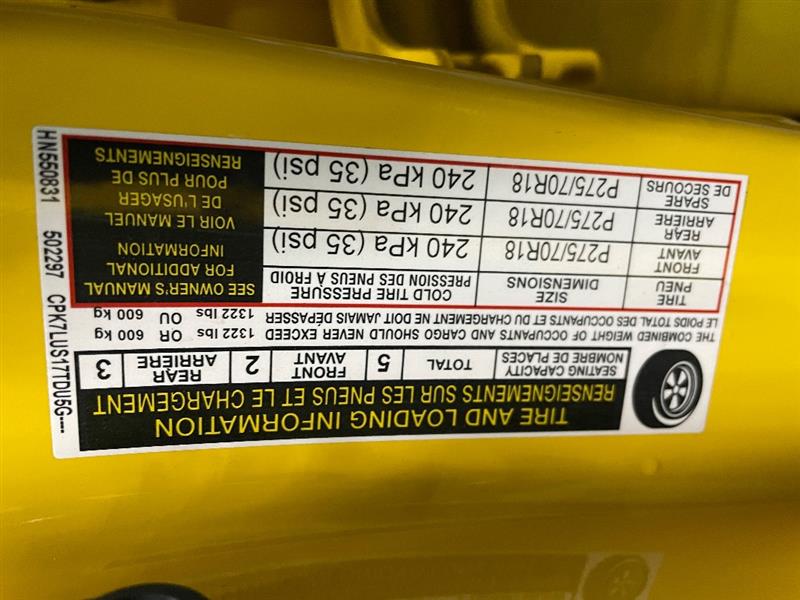 TIRE AND LOADING INFORMATION
RENSEIGNEMENTS SUR LES PNEUS ET LE CHARGEMENT
SEATING CAPACITY
NOMBRE DE PLACES
TOTAL 5
FRONT
AVANT 2
REAR
ARRIÈRE 3
THE COMBINED WEIGHT OF OCCUPANTS AND CARGO SHOULD NEVER EXCEED 600 kg OR 1322 lbs
LE POIDS TOTAL DES OCCUPANTS ET DU CHARGEMENT NE DOIT JAMAIS DÉPASSER 600 kg OU 1322 lbs
TIRE
PNEU
SIZE
DIMENSIONS
COLD TIRE PRESSURE
PRESSION DES PNEUS À FROID
FRONT
AVANT
P275/70R18
240 kPa (35 psi)
REAR
ARRIÈRE
P275/70R18
240 kPa (35 psi)
SPARE
DE SECOURS
P275/70R18
240 kPa (35 psi)
SEE OWNER'S MANUAL
FOR ADDITIONAL
INFORMATION
VOIR LE MANUEL
DE L'USAGER
POUR PLUS DE
RENSEIGNEMENTS
HN550831 502297 CPK7LUS17TDU5G----